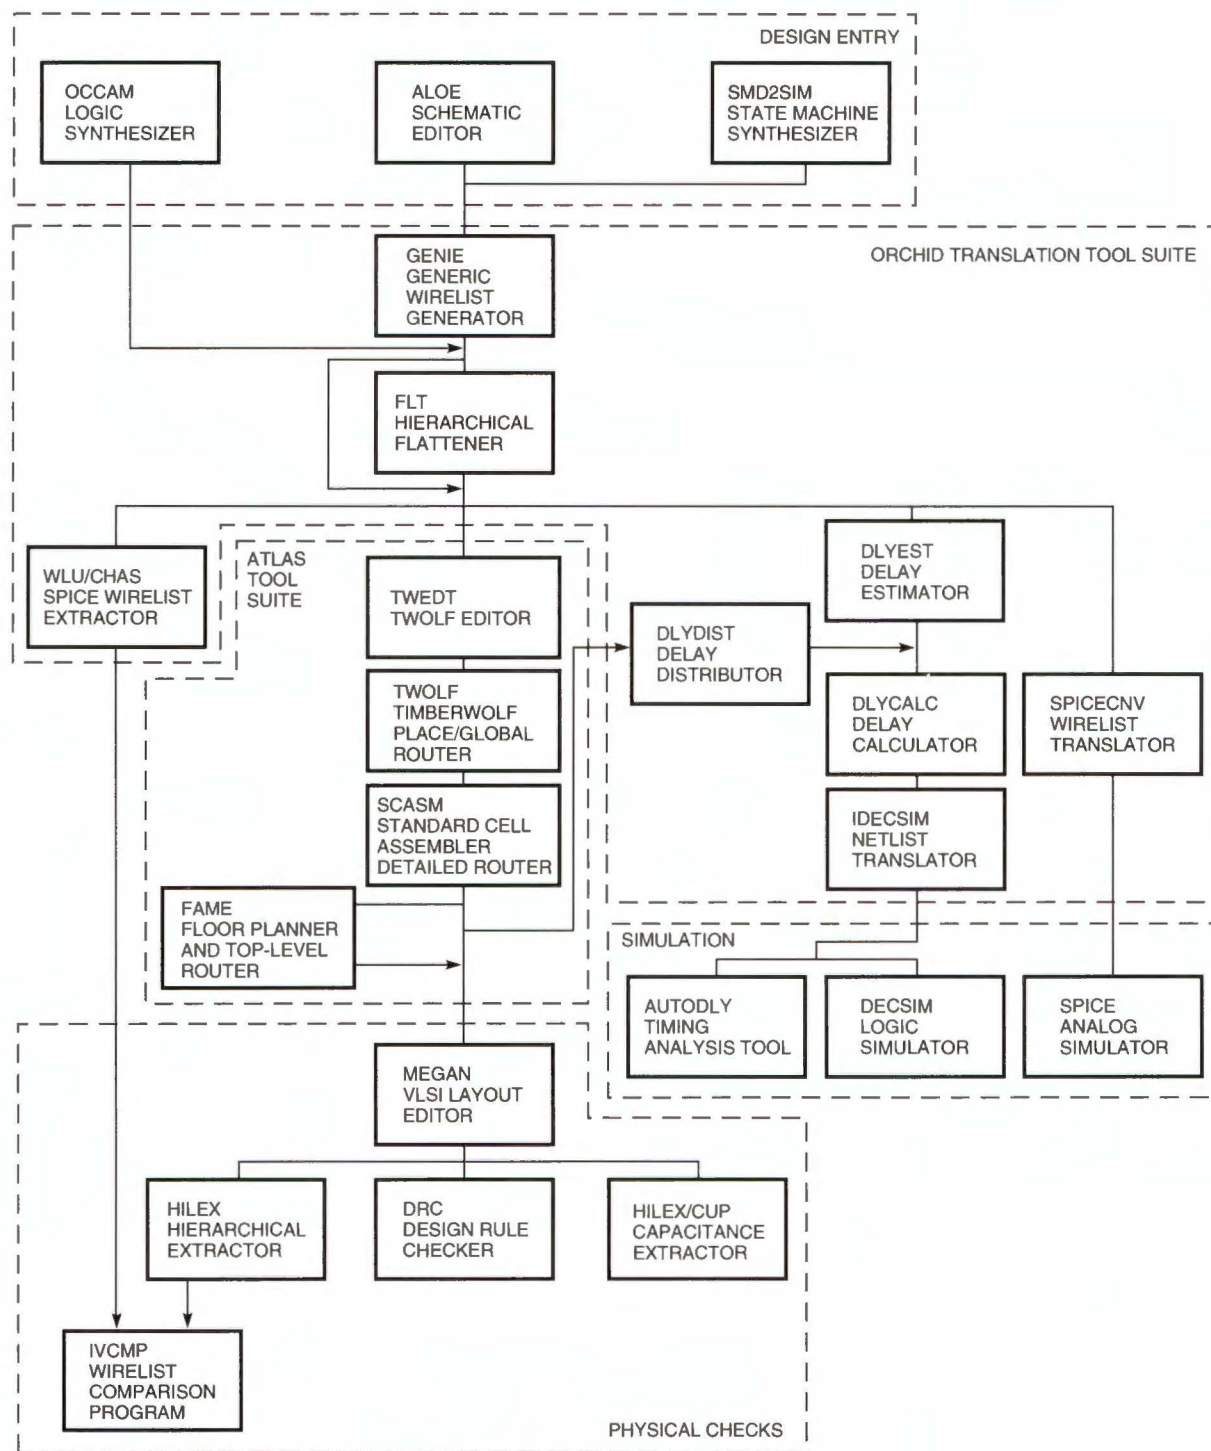 DESIGN ENTRY
OCCAM
LOGIC
SYNTHESIZER
ALOE
SCHEMATIC
EDITOR
SMD2SIM
STATE MACHINE
SYNTHESIZER
ORCHID TRANSLATION TOOL SUITE
GENIE
GENERIC
WIRELIST
GENERATOR
FLT
HIERARCHICAL
FLATTENER
WLU/CHAS
SPICE WIRELIST
EXTRACTOR
ATLAS
TOOL
SUITE
TWEDT
TWOLF EDITOR
DLYEST
DELAY
ESTIMATOR
DLYDIST
DELAY
DISTRIBUTOR
TWOLF
TIMBERWOLF
PLACE/GLOBAL
ROUTER
DLYCALC
DELAY
CALCULATOR
SPICECNV
WIRELIST
TRANSLATOR
SCASM
STANDARD CELL
ASSEMBLER
DETAILED ROUTER
IDECSIM
NETLIST
TRANSLATOR
FAME
FLOOR PLANNER
AND TOP-LEVEL
ROUTER
SIMULATION
AUTODLY
TIMING
ANALYSIS TOOL
DECSIM
LOGIC
SIMULATOR
SPICE
ANALOG
SIMULATOR
MEGAN
VLSI LAYOUT
EDITOR
HILEX
HIERARCHICAL
EXTRACTOR
DRC
DESIGN RULE
CHECKER
HILEX/CUP
CAPACITANCE
EXTRACTOR
IVCMP
WIRELIST
COMPARISON
PROGRAM
PHYSICAL CHECKS